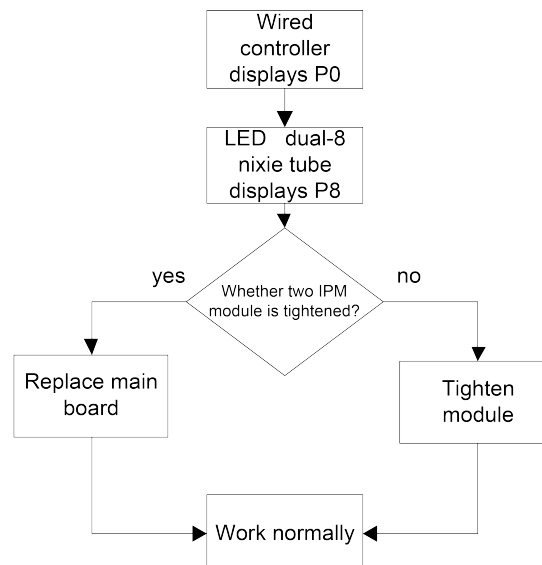 Wired
controller
displays P0
LED dual-8
nixie tube
displays P8
yes
no
Whether two IPM
module is tightened?
Replace main
board
Tighten
module
Work normally